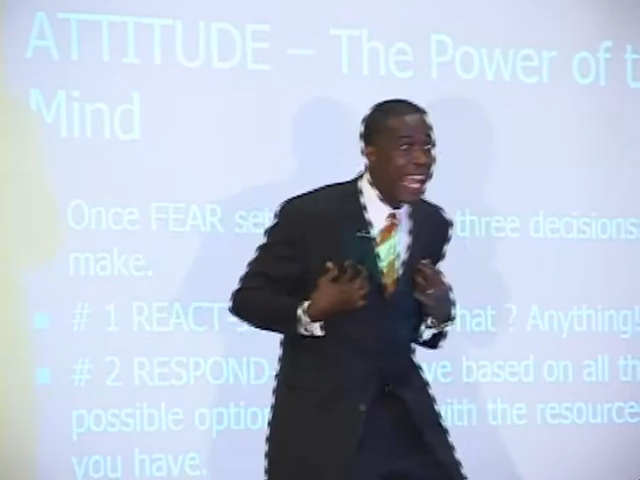 ATTITUDE – The Power of t
Mind
Once FEAR set three decisions
make.
# 1 REACT hat ? Anything!
# 2 RESPOND ve based on all th
possible optio with the resource
you have.